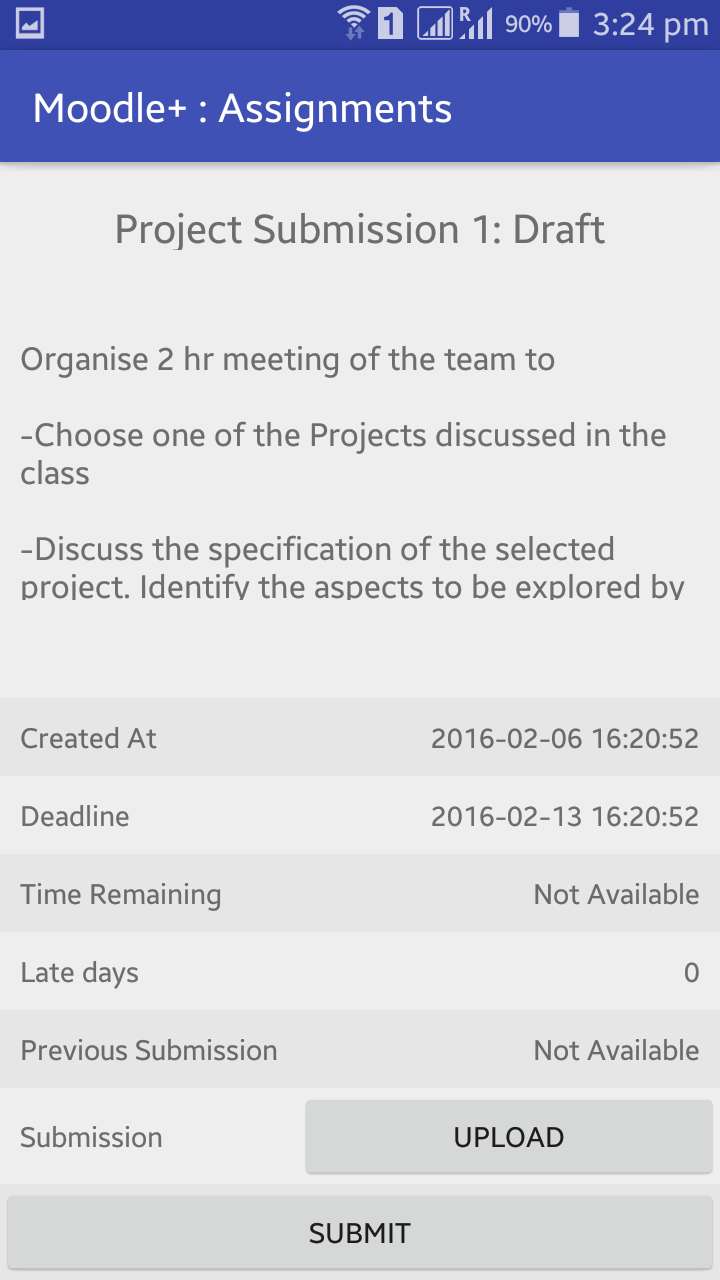 1 R 90% 3:24 pm
Moodle+ : Assignments
Project Submission 1: Draft
Organise 2 hr meeting of the team to
-Choose one of the Projects discussed in the
class
-Discuss the specification of the selected
project. Identify the aspects to be explored by
Created At 2016-02-06 16:20:52
Deadline 2016-02-13 16:20:52
Time Remaining Not Available
Late days 0
Previous Submission Not Available
Submission UPLOAD
SUBMIT